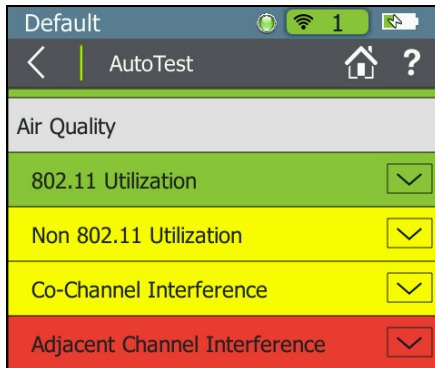 Default 1
AutoTest ?
Air Quality
802.11 Utilization
Non 802.11 Utilization
Co-Channel Interference
Adjacent Channel Interference